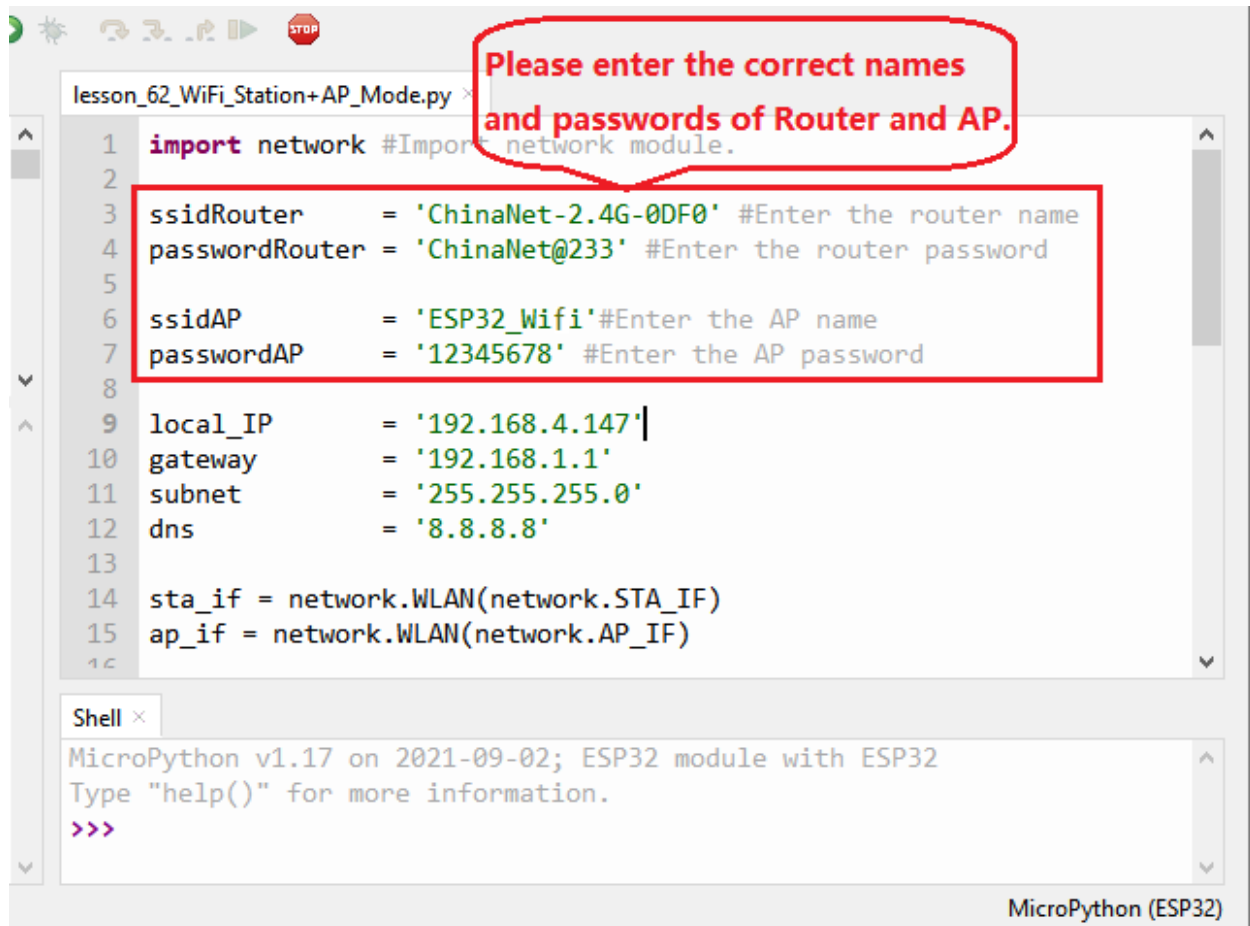 STOP
Please enter the correct names
and passwords of Router and AP.
lesson_62_WiFi_Station+AP_Mode.py ×
1 import network #Import network module.
2
3 ssidRouter     = 'ChinaNet-2.4G-0DF0' #Enter the router name
4 passwordRouter = 'ChinaNet@233' #Enter the router password
5
6 ssidAP         = 'ESP32_Wifi'#Enter the AP name
7 passwordAP     = '12345678' #Enter the AP password
8
9 local_IP       = '192.168.4.147'
10 gateway        = '192.168.1.1'
11 subnet         = '255.255.255.0'
12 dns            = '8.8.8.8'
13
14 sta_if = network.WLAN(network.STA_IF)
15 ap_if = network.WLAN(network.AP_IF)
16
Shell ×
MicroPython v1.17 on 2021-09-02; ESP32 module with ESP32
Type "help()" for more information.
>>>
MicroPython (ESP32)